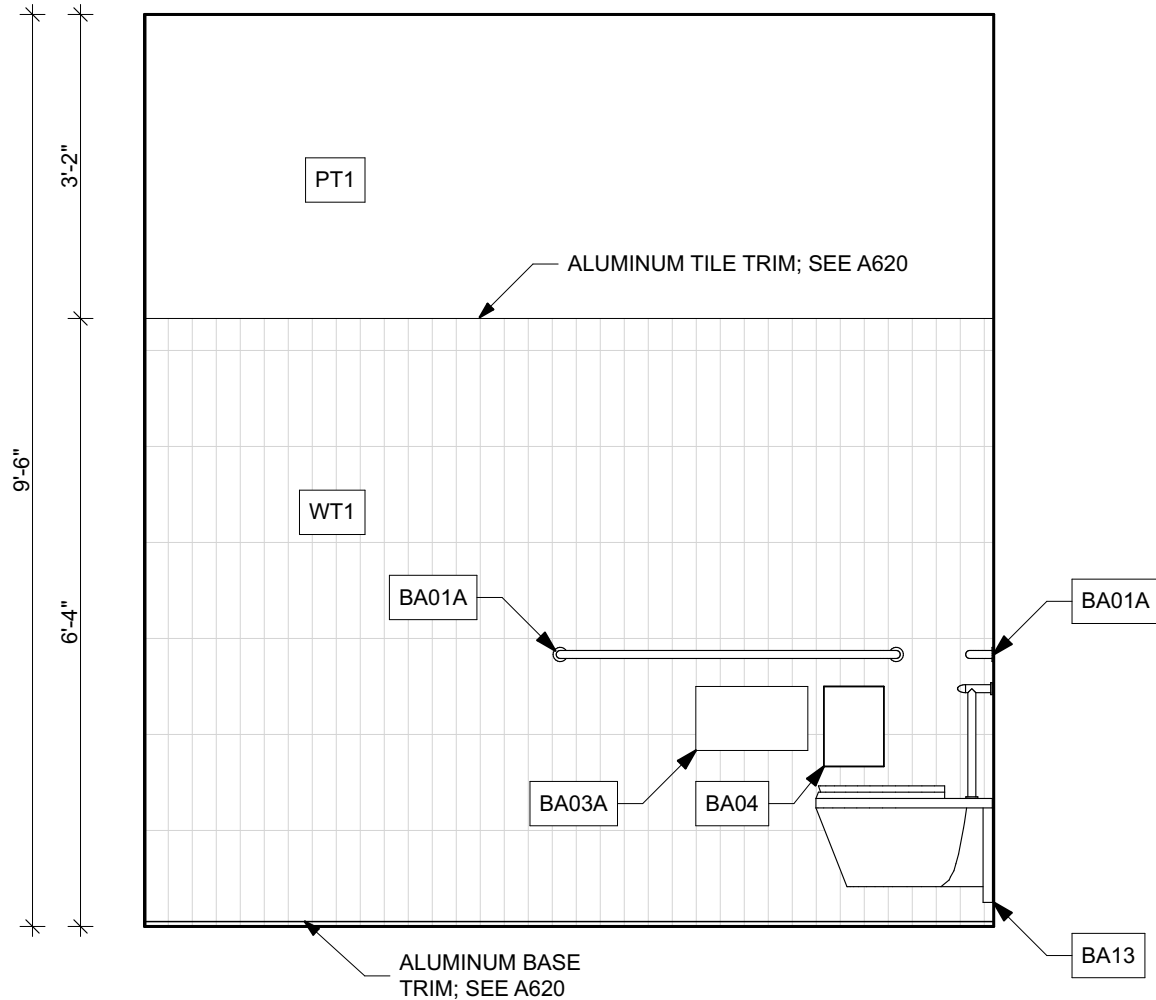 3'-2"
PT1
ALUMINUM TILE TRIM; SEE A620
9'-6"
WT1
6'-4"
BA01A
BA01A
BA03A
BA04
BA13
ALUMINUM BASE
TRIM; SEE A620